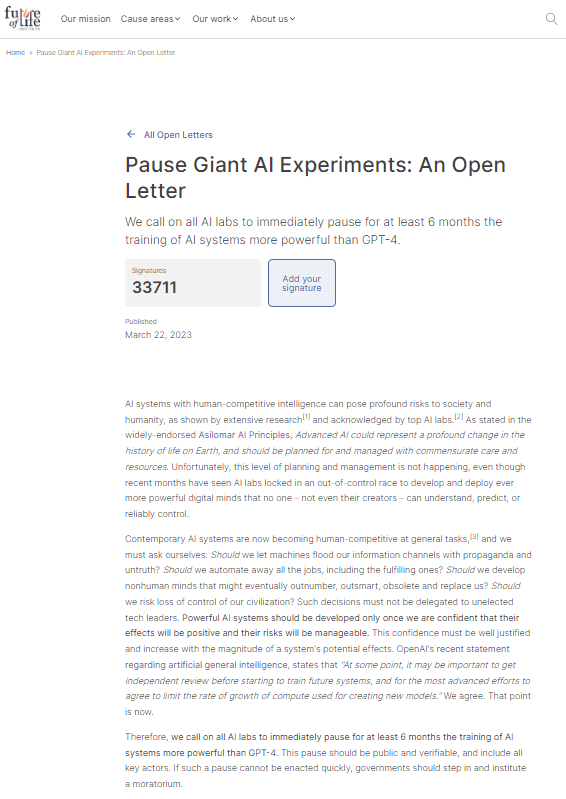 future
of life
Our mission Cause areas Our work About us
Home » Pause Giant AI Experiments: An Open Letter
← All Open Letters
Pause Giant AI Experiments: An Open
Letter
We call on all AI labs to immediately pause for at least 6 months the
training of AI systems more powerful than GPT-4.
Signatures
33711
Add your
signature
Published
March 22, 2023
AI systems with human-competitive intelligence can pose profound risks to society and
humanity, as shown by extensive research[1] and acknowledged by top AI labs.[2] As stated in the
widely-endorsed Asilomar AI Principles, Advanced AI could represent a profound change in the
history of life on Earth, and should be planned for and managed with commensurate care and
resources. Unfortunately, this level of planning and management is not happening, even though
recent months have seen AI labs locked in an out-of-control race to develop and deploy ever
more powerful digital minds that no one – not even their creators – can understand, predict, or
reliably control.
Contemporary AI systems are now becoming human-competitive at general tasks,[3] and we
must ask ourselves: Should we let machines flood our information channels with propaganda and
untruth? Should we automate away all the jobs, including the fulfilling ones? Should we develop
nonhuman minds that might eventually outnumber, outsmart, obsolete and replace us? Should
we risk loss of control of our civilization? Such decisions must not be delegated to unelected
tech leaders. Powerful AI systems should be developed only once we are confident that their
effects will be positive and their risks will be manageable. This confidence must be well justified
and increase with the magnitude of a system's potential effects. OpenAI's recent statement
regarding artificial general intelligence, states that "At some point, it may be important to get
independent review before starting to train future systems, and for the most advanced efforts to
agree to limit the rate of growth of compute used for creating new models." We agree. That point
is now.
Therefore, we call on all AI labs to immediately pause for at least 6 months the training of AI
systems more powerful than GPT-4. This pause should be public and verifiable, and include all
key actors. If such a pause cannot be enacted quickly, governments should step in and institute
a moratorium.